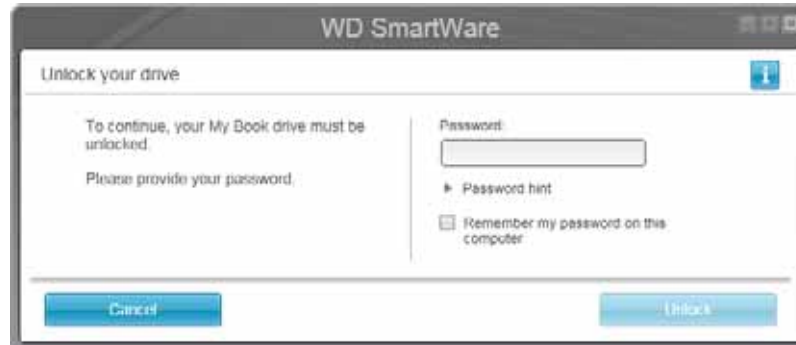 WD SmartWare
Unlock your drive
To continue, your My Book drive must be
unlocked.
Please provide your password.
Password:
Password hint
Remember my password on this
computer
Cancel
Unlock